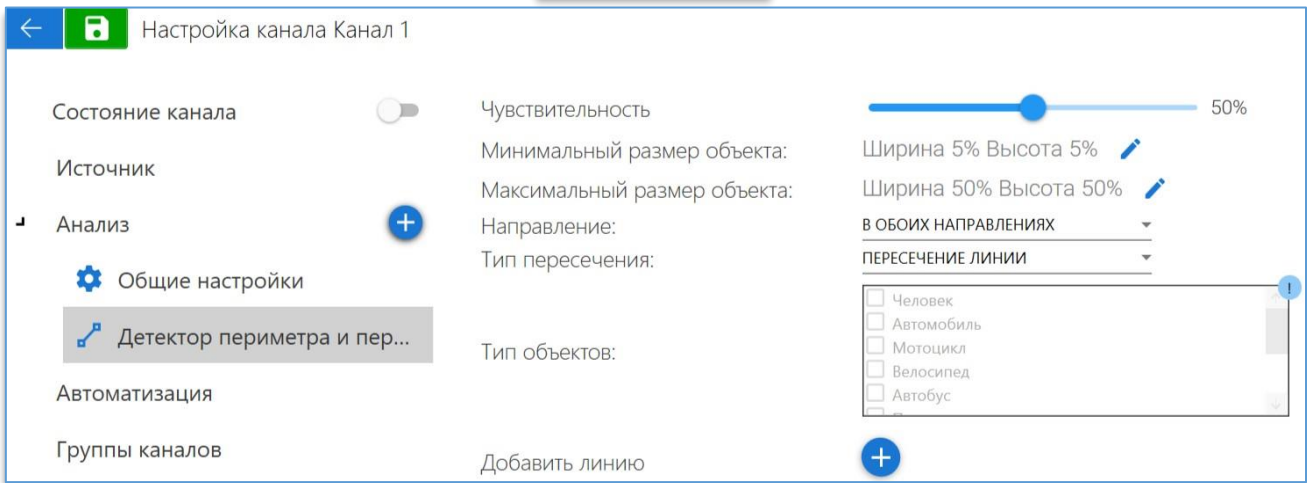 Настройка канала Канал 1
Состояние канала
Источник
Анализ
Общие настройки
Детектор периметра и пер...
Автоматизация
Группы каналов
Чувствительность 50%
Минимальный размер объекта: Ширина 5% Высота 5%
Максимальный размер объекта: Ширина 50% Высота 50%
Направление: В ОБОИХ НАПРАВЛЕНИЯХ
Тип пересечения: ПЕРЕСЕЧЕНИЕ ЛИНИИ
Тип объектов:
Человек
Автомобиль
Мотоцикл
Велосипед
Автобус
!
Добавить линию